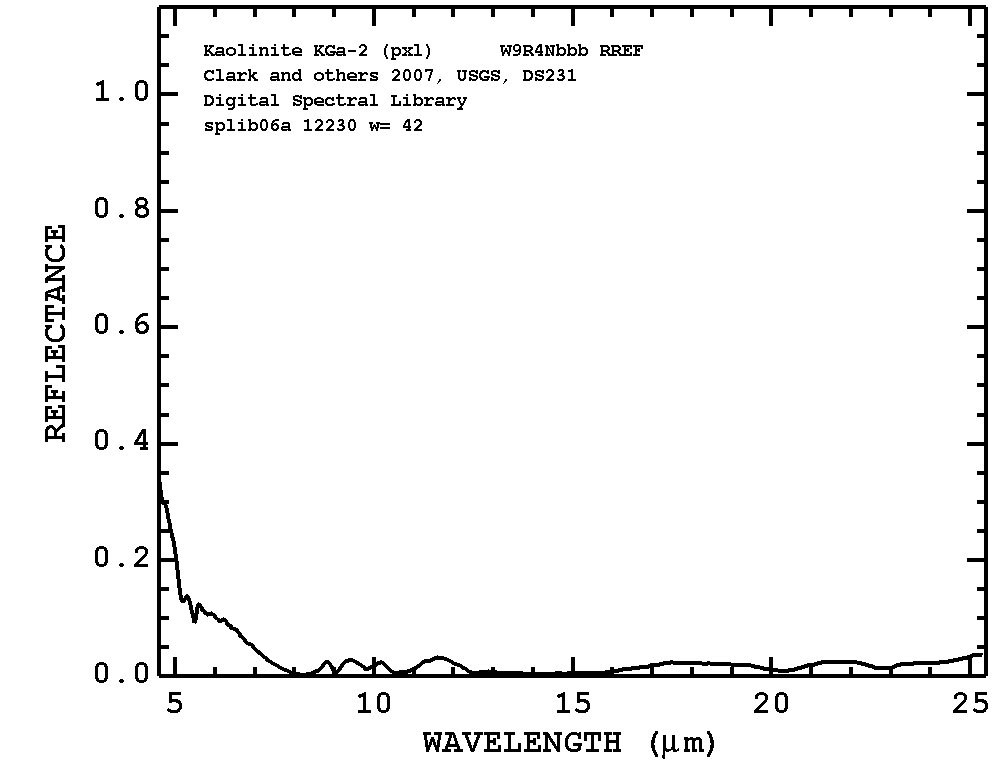 Kaolinite KGa-2 (pxl) W9R4Nbbb RREF
Clark and others 2007, USGS, DS231
Digital Spectral Library
splib06a 12230 w= 42
REFLECTANCE
1.0
0.8
0.6
0.4
0.2
0.0
5 10 15 20 25
WAVELENGTH (μm)